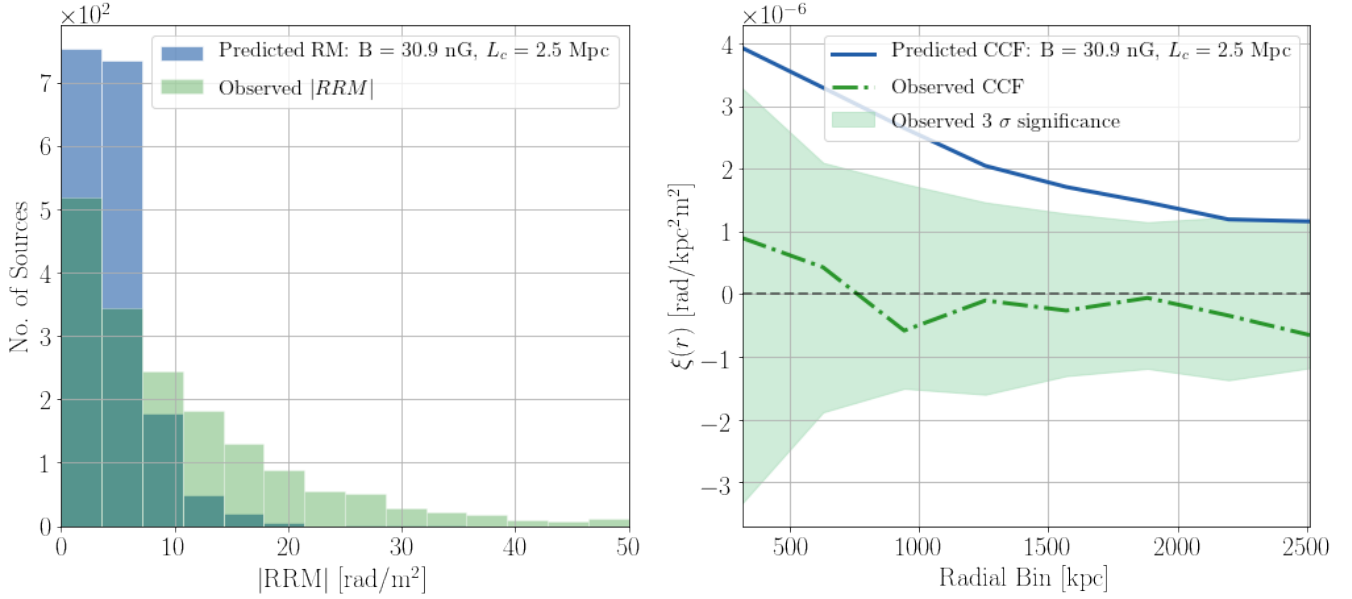 ×10²
Predicted RM: B = 30.9 nG, L_c = 2.5 Mpc
Observed |RRM|
No. of Sources
7
6
5
4
3
2
1
0
0 10 20 30 40 50
|RRM| [rad/m²]
×10⁻⁶
Predicted CCF: B = 30.9 nG, L_c = 2.5 Mpc
Observed CCF
Observed 3 σ significance
ξ(r) [rad/kpc²m²]
4
3
2
1
0
−1
−2
−3
500 1000 1500 2000 2500
Radial Bin [kpc]